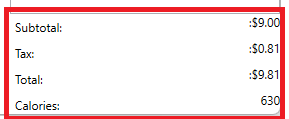 Subtotal: :$9.00
Tax: :$0.81
Total: :$9.81
Calories: 630